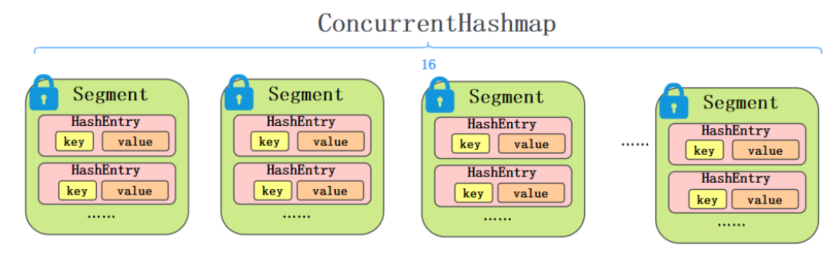 ConcurrentHashmap
16
Segment
HashEntry
key value
HashEntry
key value
......
Segment
HashEntry
key value
HashEntry
key value
......
Segment
HashEntry
key value
HashEntry
key value
......
......
Segment
HashEntry
key value
HashEntry
key value
......